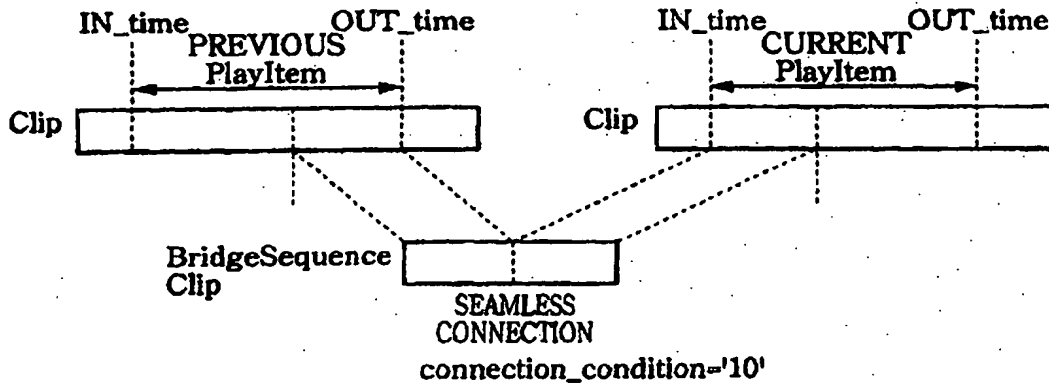 IN_time OUT_time IN_time OUT_time
PREVIOUS CURRENT
PlayItem PlayItem
Clip Clip
BridgeSequence
Clip
SEAMLESS
CONNECTION
connection_condition='10'